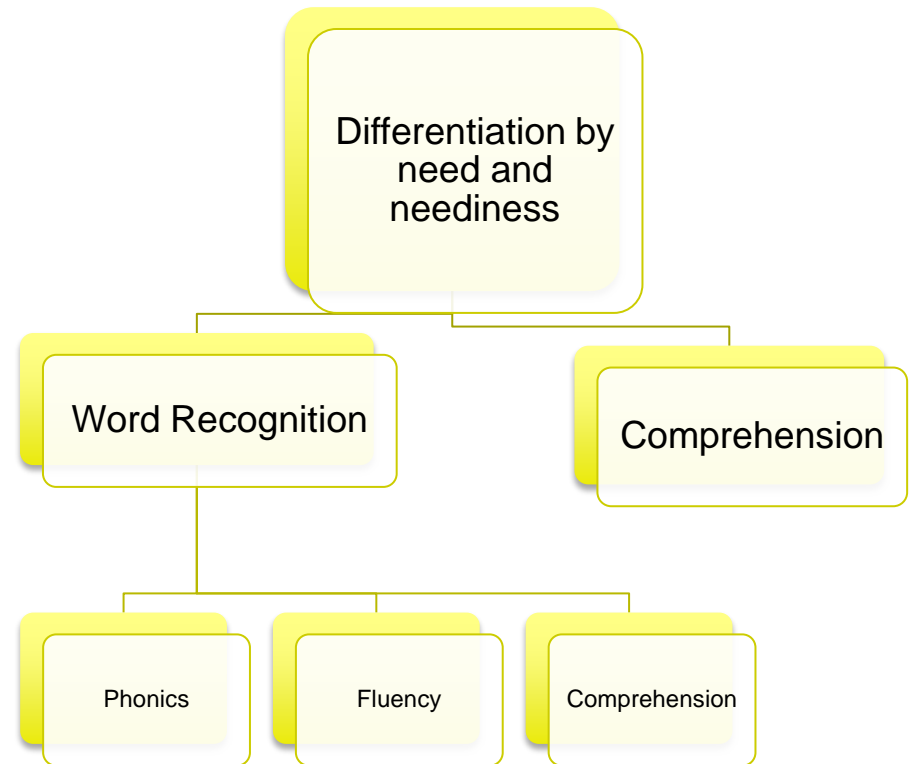 Differentiation by
need and
neediness
Word Recognition
Comprehension
Phonics
Fluency
Comprehension